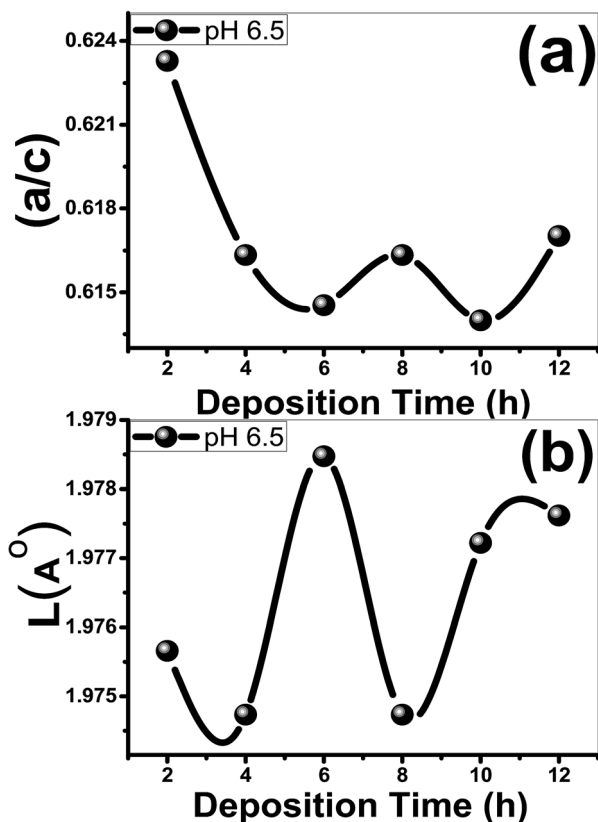 pH 6.5
(a)
0.624
0.621
0.618
0.615
(a/c)
2 4 6 8 10 12
Deposition Time (h)
pH 6.5
(b)
1.979
1.978
1.977
1.976
1.975
L(A^O)
2 4 6 8 10 12
Deposition Time (h)